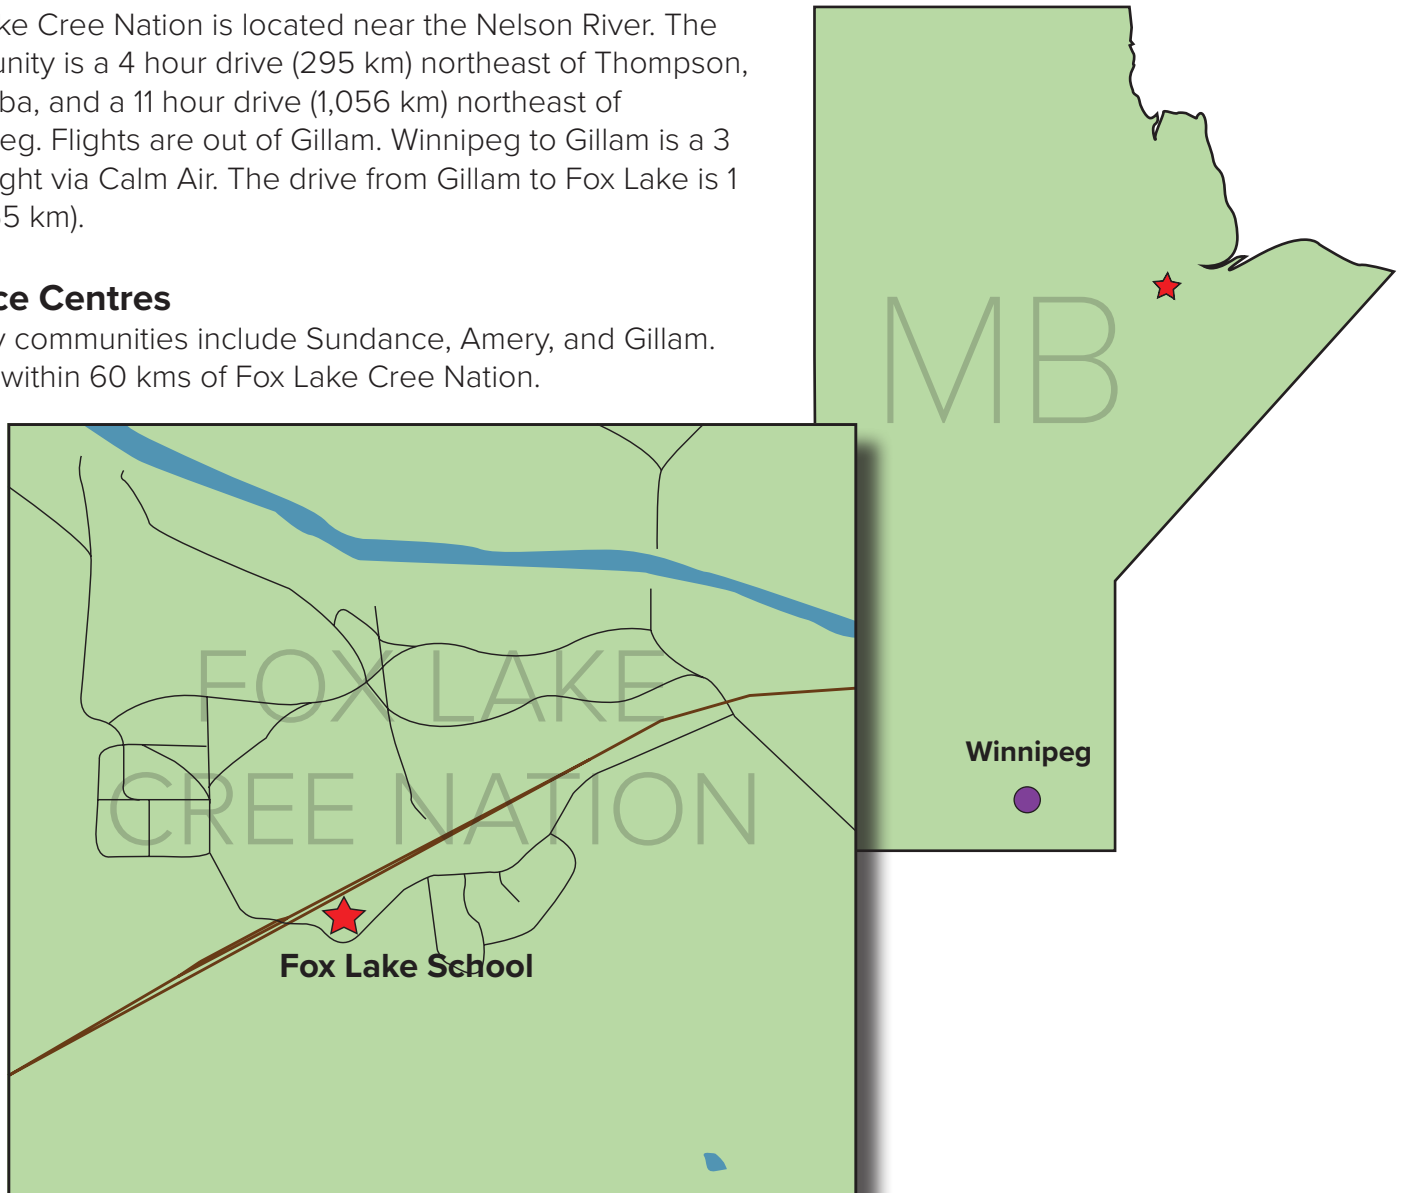 ke Cree Nation is located near the Nelson River. The
unity is a 4 hour drive (295 km) northeast of Thompson,
ba, and a 11 hour drive (1,056 km) northeast of
eg. Flights are out of Gillam. Winnipeg to Gillam is a 3
ght via Calm Air. The drive from Gillam to Fox Lake is 1
5 km).
ce Centres
y communities include Sundance, Amery, and Gillam.
within 60 kms of Fox Lake Cree Nation.
MB
Winnipeg
FOX LAKE
CREE NATION
Fox Lake School